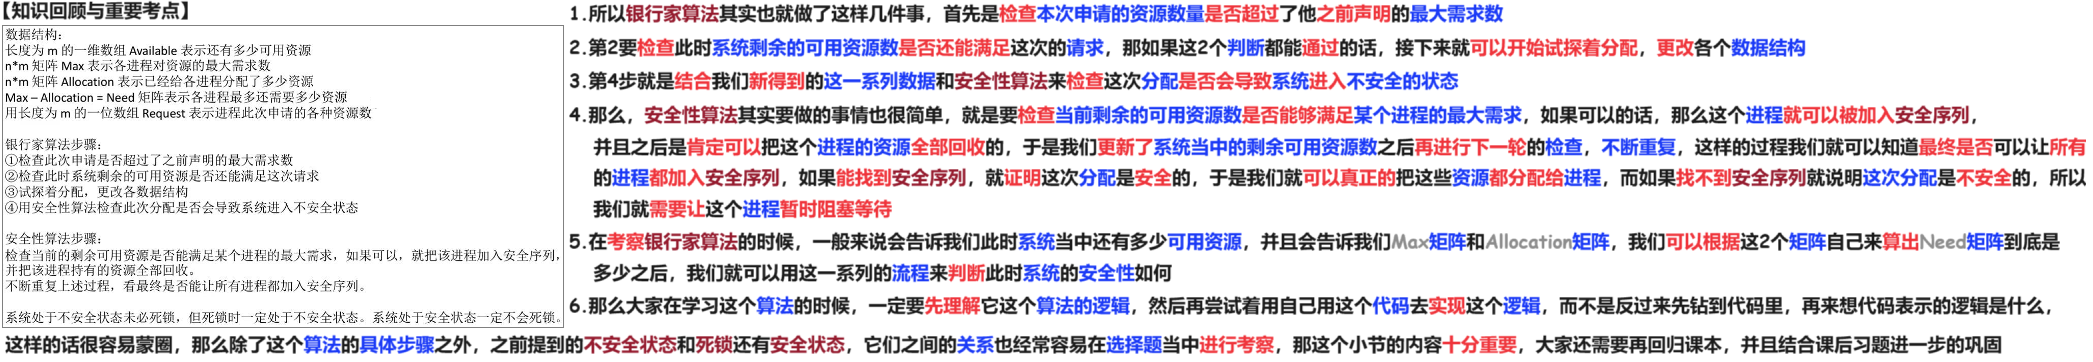 【知识回顾与重要考点】
数据结构：
长度为 m 的一维数组 Available 表示还有多少可用资源
n*m 矩阵 Max 表示各进程对资源的最大需求数
n*m 矩阵 Allocation 表示已经给各进程分配了多少资源
Max – Allocation = Need 矩阵表示各进程最多还需要多少资源
用长度为 m 的一位数组 Request 表示进程此次申请的各种资源数
银行家算法步骤：
①检查此次申请是否超过了之前声明的最大需求数
②检查此时系统剩余的可用资源是否还能满足这次请求
③试探着分配，更改各数据结构
④用安全性算法检查此次分配是否会导致系统进入不安全状态
安全性算法步骤：
检查当前的剩余可用资源是否能满足某个进程的最大需求，如果可以，就把该进程加入安全序列，
并把该进程持有的资源全部回收。
不断重复上述过程，看最终是否能让所有进程都加入安全序列。
系统处于不安全状态未必死锁，但死锁时一定处于不安全状态。系统处于安全状态一定不会死锁。
1.所以银行家算法其实也就做了这样几件事，首先是检查本次申请的资源数量是否超过了他之前声明的最大需求数
2.第2要检查此时系统剩余的可用资源数是否还能满足这次的请求，那如果这2个判断都能通过的话，接下来就可以开始试探着分配，更改各个数据结构
3.第4步就是结合我们新得到的这一系列数据和安全性算法来检查这次分配是否会导致系统进入不安全的状态
4.那么，安全性算法其实要做的事情也很简单，就是要检查当前剩余的可用资源数是否能够满足某个进程的最大需求，如果可以的话，那么这个进程就可以被加入安全序列，
并且之后是肯定可以把这个进程的资源全部回收的，于是我们更新了系统当中的剩余可用资源数之后再进行下一轮的检查，不断重复，这样的过程我们就可以知道最终是否可以让所有
的进程都加入安全序列，如果能找到安全序列，就证明这次分配是安全的，于是我们就可以真正的把这些资源都分配给进程，而如果找不到安全序列就说明这次分配是不安全的，所以
我们就需要让这个进程暂时阻塞等待
5.在考察银行家算法的时候，一般来说会告诉我们此时系统当中还有多少可用资源，并且会告诉我们Max矩阵和Allocation矩阵，我们可以根据这2个矩阵自己来算出Need矩阵到底是
多少之后，我们就可以用这一系列的流程来判断此时系统的安全性如何
6.那么大家在学习这个算法的时候，一定要先理解它这个算法的逻辑，然后再尝试着用自己用这个代码去实现这个逻辑，而不是反过来先钻到代码里，再来想代码表示的逻辑是什么，
这样的话很容易蒙圈，那么除了这个算法的具体步骤之外，之前提到的不安全状态和死锁还有安全状态，它们之间的关系也经常容易在选择题当中进行考察，那这个小节的内容十分重要，大家还需要再回归课本，并且结合课后习题进一步的巩固